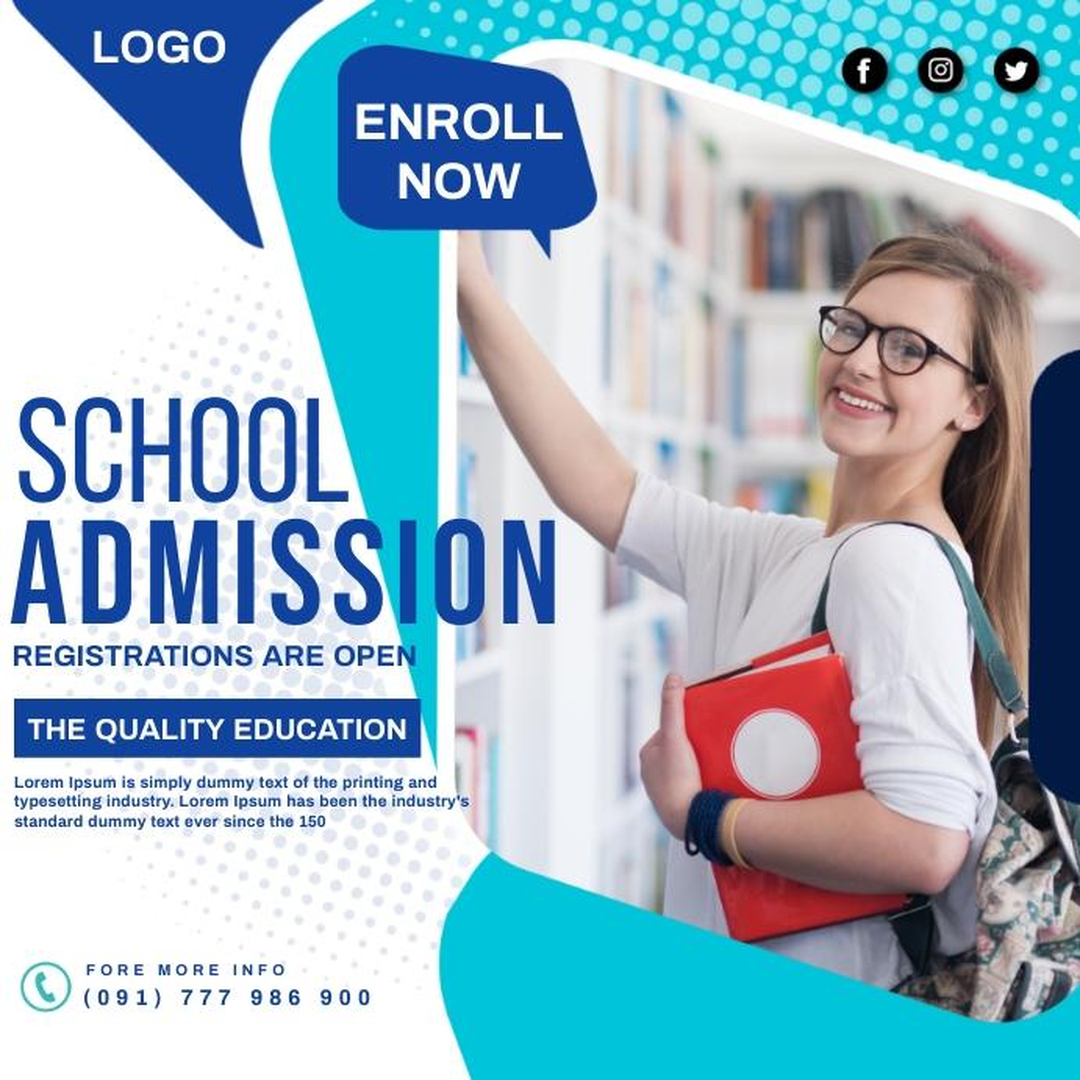 LOGO
ENROLL
NOW
SCHOOL
ADMISSION
REGISTRATIONS ARE OPEN
THE QUALITY EDUCATION
Lorem Ipsum is simply dummy text of the printing and
typesetting industry. Lorem Ipsum has been the industry's
standard dummy text ever since the 150
FORE MORE INFO
(091) 777 986 900